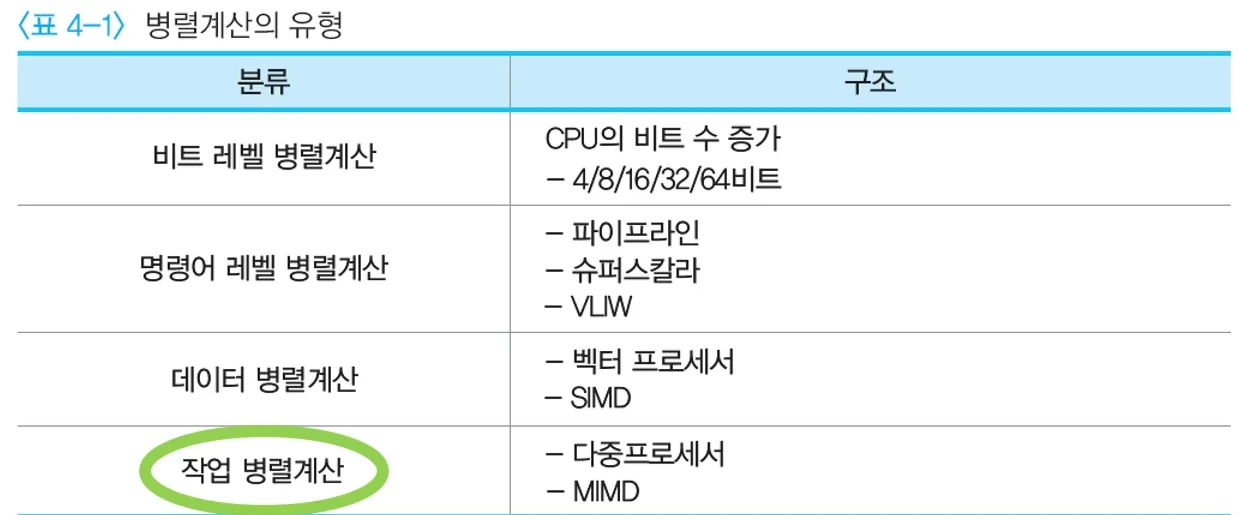 〈표 4-1〉 병렬계산의 유형
분류
구조
비트 레벨 병렬계산
CPU의 비트 수 증가
– 4/8/16/32/64비트
명령어 레벨 병렬계산
– 파이프라인
– 슈퍼스칼라
– VLIW
데이터 병렬계산
– 벡터 프로세서
– SIMD
작업 병렬계산
– 다중프로세서
– MIMD